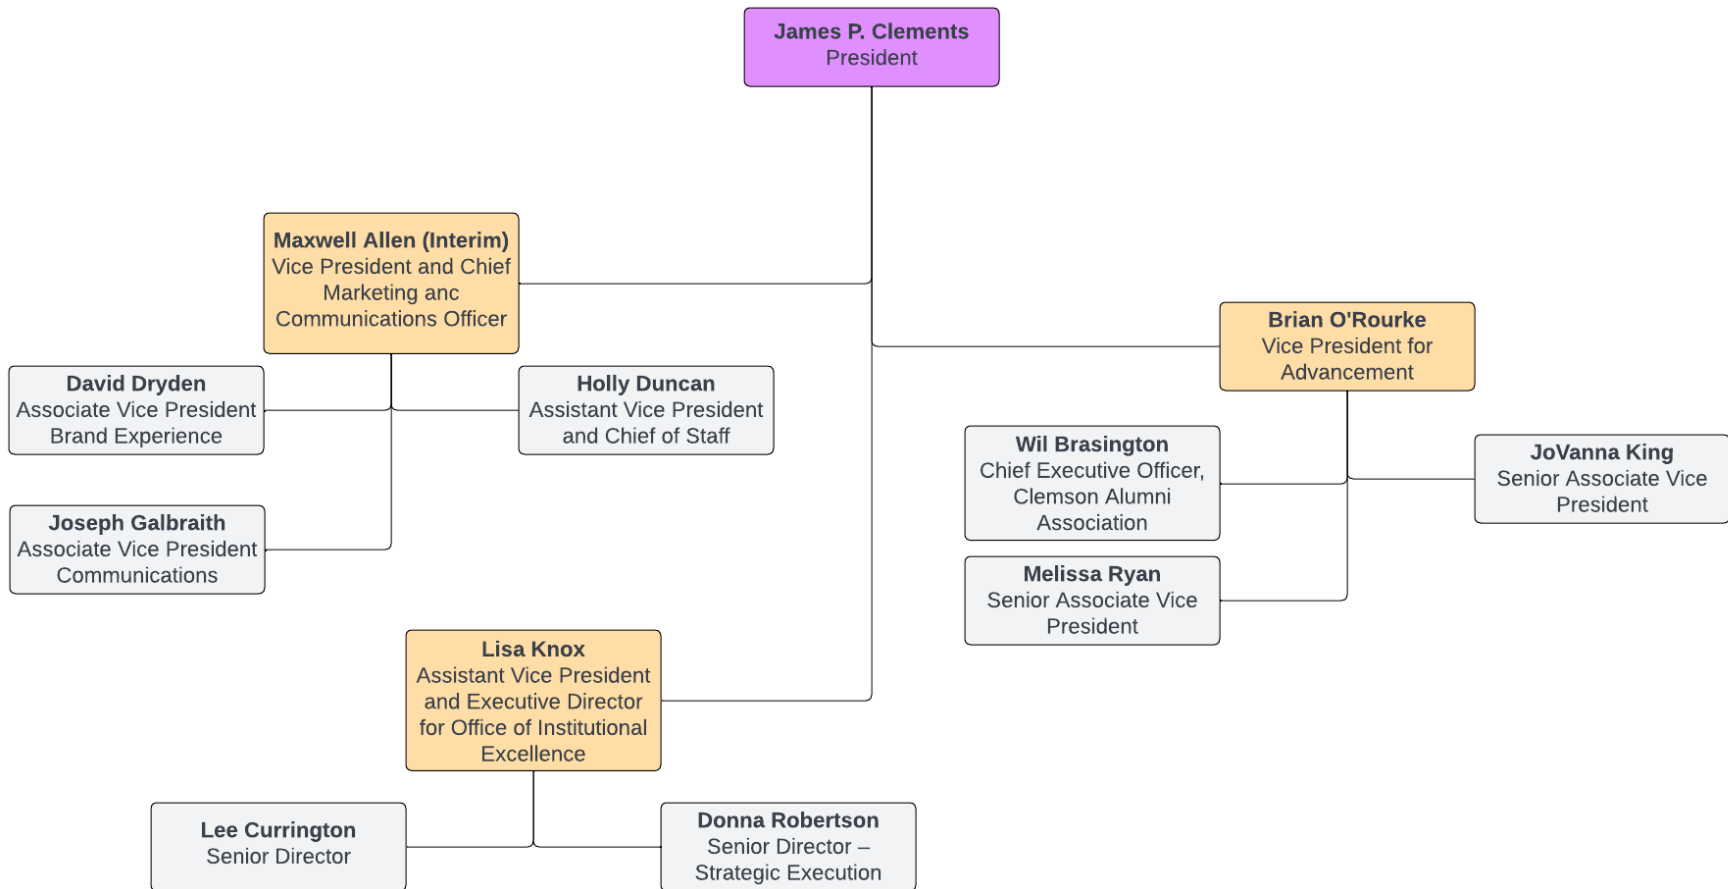 James P. Clements
President
Maxwell Allen (Interim)
Vice President and Chief
Marketing anc
Communications Officer
Brian O'Rourke
Vice President for
Advancement
David Dryden
Associate Vice President
Brand Experience
Holly Duncan
Assistant Vice President
and Chief of Staff
Wil Brasington
Chief Executive Officer,
Clemson Alumni
Association
JoVanna King
Senior Associate Vice
President
Joseph Galbraith
Associate Vice President
Communications
Melissa Ryan
Senior Associate Vice
President
Lisa Knox
Assistant Vice President
and Executive Director
for Office of Institutional
Excellence
Lee Currington
Senior Director
Donna Robertson
Senior Director –
Strategic Execution